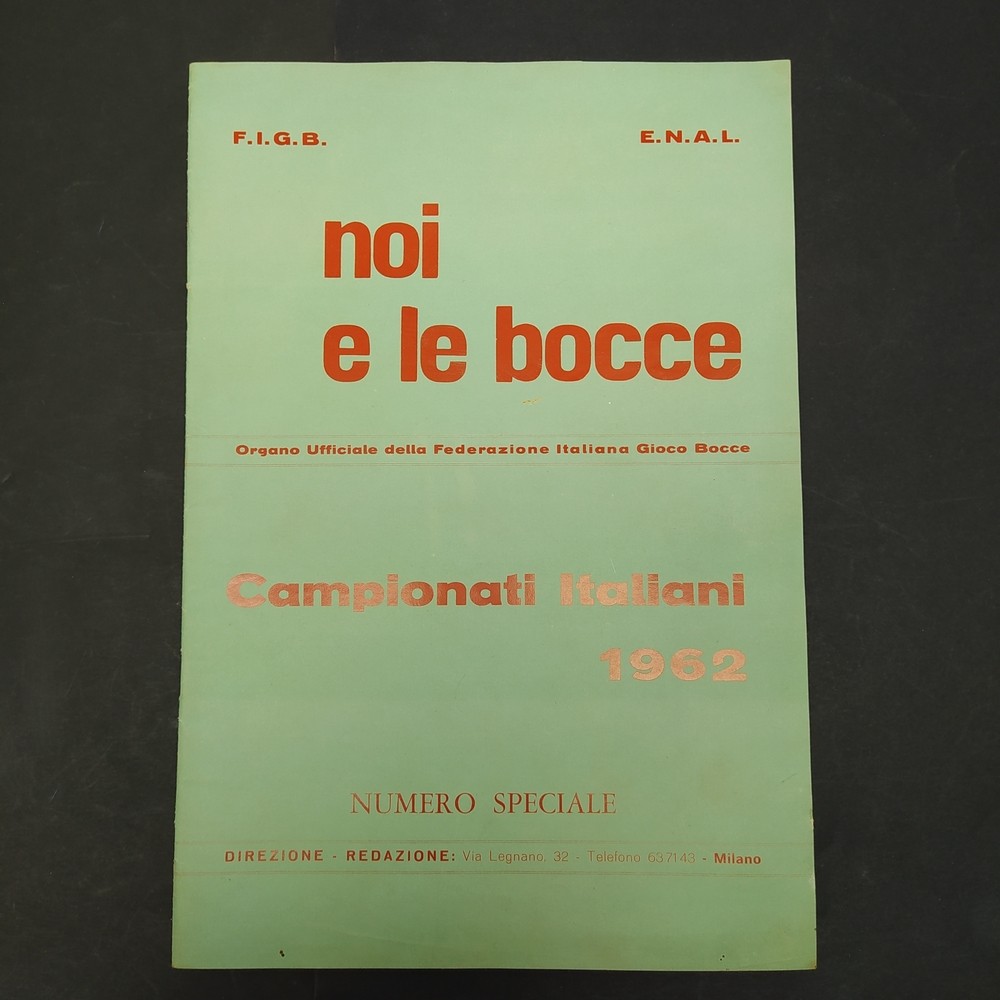 F.I.G.B. E.N.A.L.
noi
e le bocce
Organo Ufficiale della Federazione Italiana Gioco Bocce
Campionati Italiani
1962
NUMERO SPECIALE
DIREZIONE - REDAZIONE: Via Legnano, 32 - Telefono 637143 - Milano